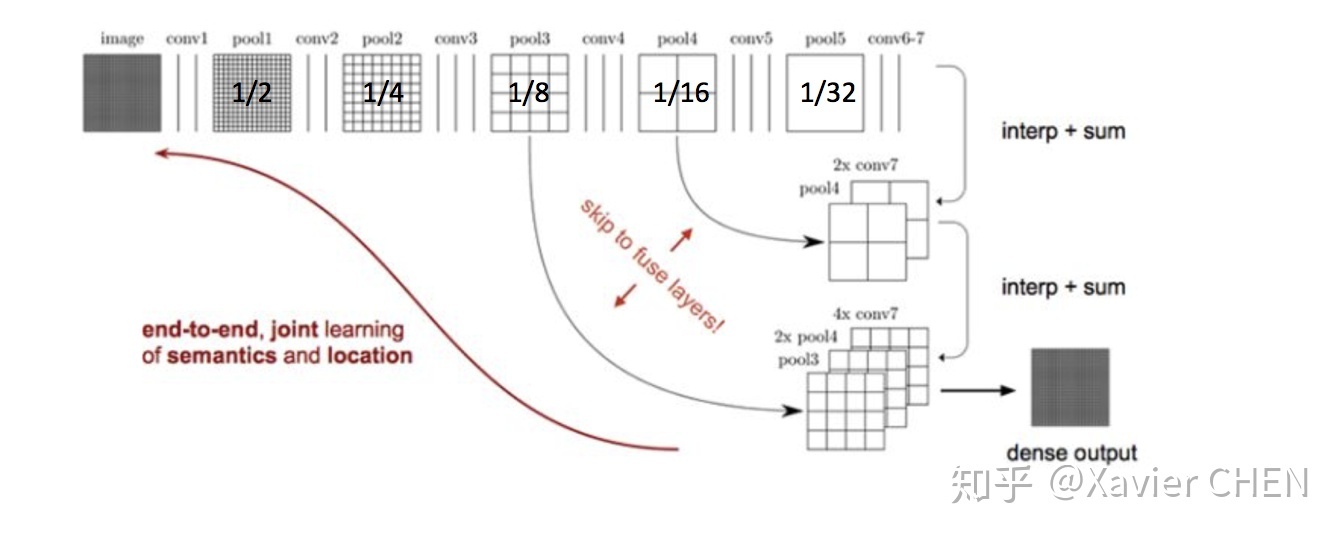 image conv1 pool1 conv2 pool2 conv3 pool3 conv4 pool4 conv5 pool5 conv6-7
1/2 1/4 1/8 1/16 1/32
interp + sum
2x conv7
pool4
skip to fuse layers!
interp + sum
4x conv7
2x pool4
pool3
end-to-end, joint learning
of semantics and location
dense output
知乎 @Xavier CHEN